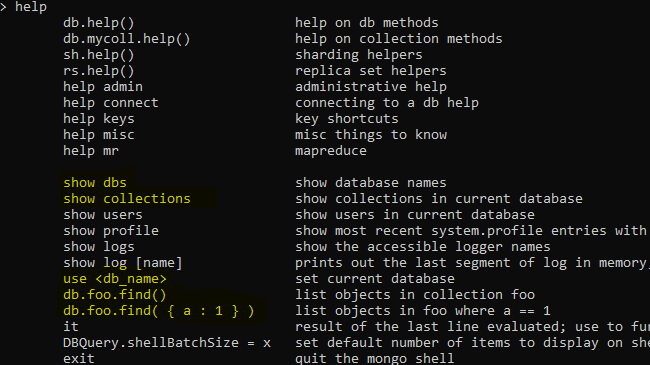 > help
db.help() help on db methods
db.mycoll.help() help on collection methods
sh.help() sharding helpers
rs.help() replica set helpers
help admin administrative help
help connect connecting to a db help
help keys key shortcuts
help misc misc things to know
help mr mapreduce
show dbs show database names
show collections show collections in current database
show users show users in current database
show profile show most recent system.profile entries with
show logs show the accessible logger names
show log [name] prints out the last segment of log in memory,
use <db_name> set current database
db.foo.find() list objects in collection foo
db.foo.find( { a : 1 } ) list objects in foo where a == 1
it result of the last line evaluated; use to fu
DBQuery.shellBatchSize = x set default number of items to display on she
exit quit the mongo shell